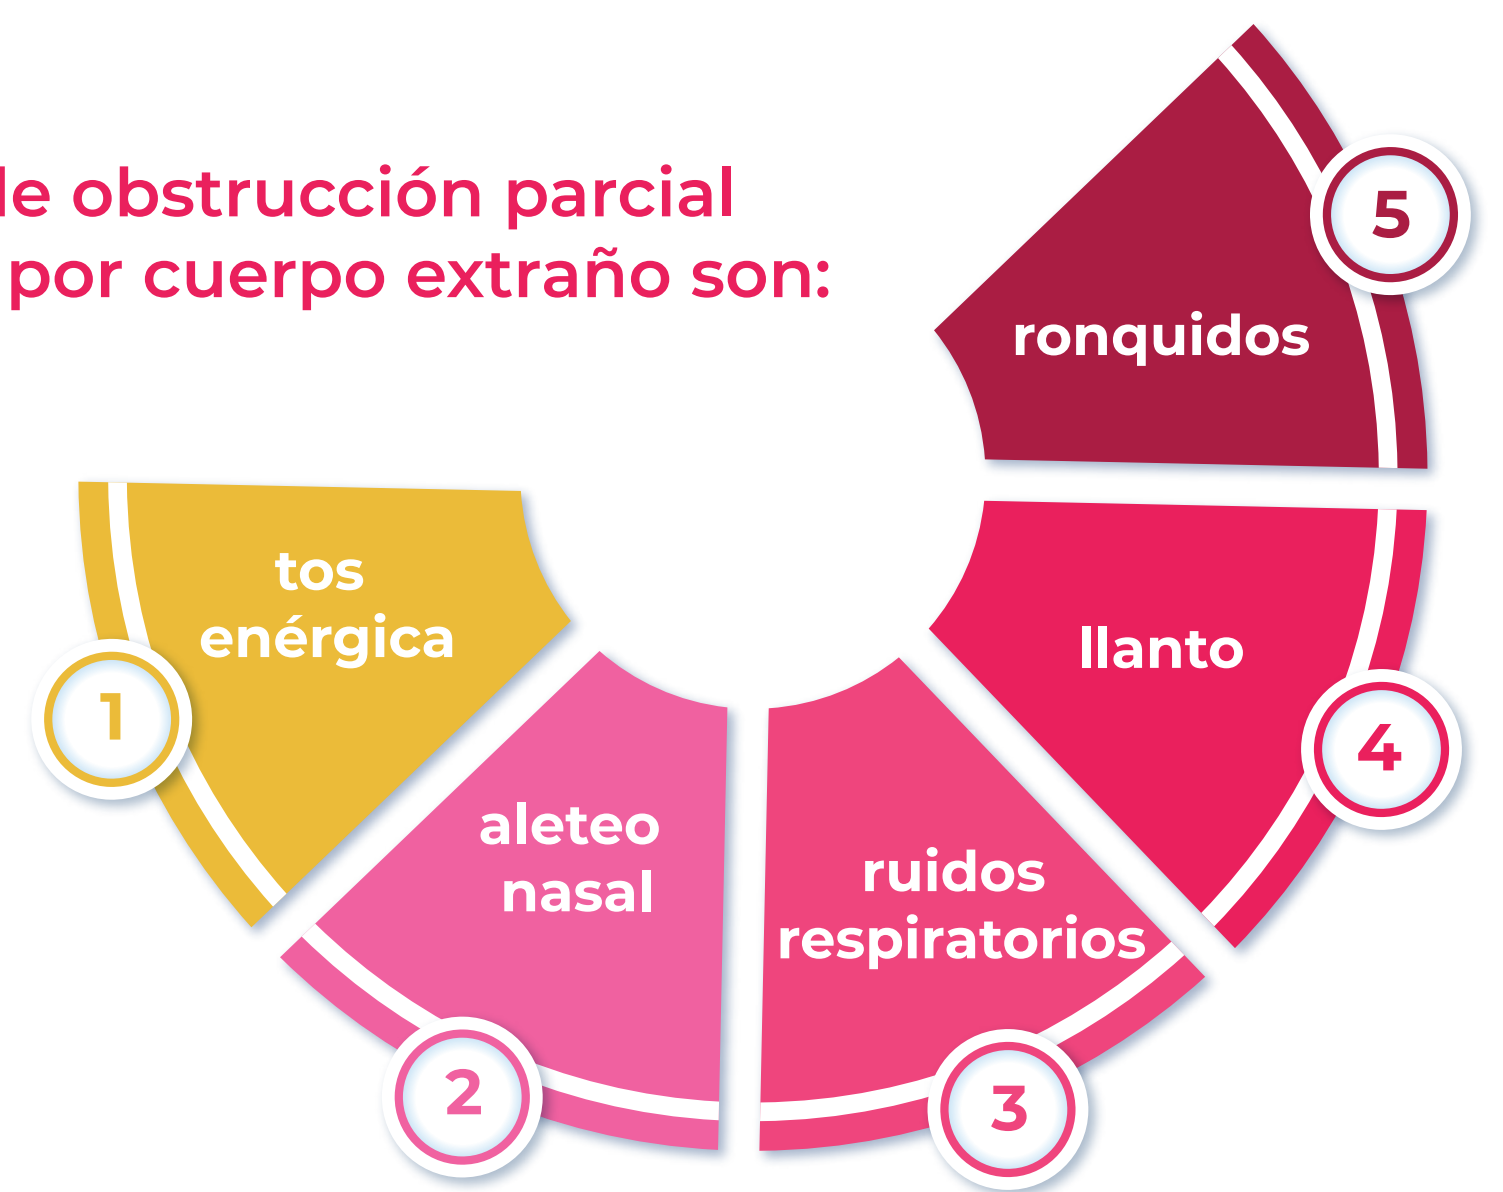 de obstrucción parcial
por cuerpo extraño son:
1
tos
enérgica
2
aleteo
nasal
3
ruidos
respiratorios
4
llanto
5
ronquidos